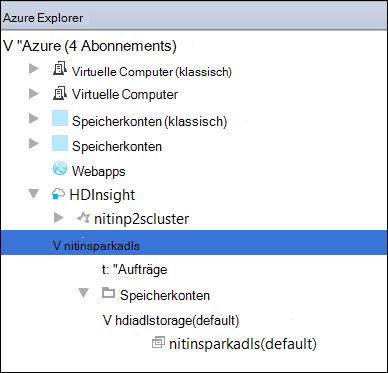 Azure Explorer
V "Azure (4 Abonnements)
Virtuelle Computer (klassisch)
Virtuelle Computer
Speicherkonten (klassisch)
Speicherkonten
Webapps
HDInsight
nitinp2scluster
V nitinsparkadls
t: "Aufträge
Speicherkonten
V hdiadlstorage(default)
nitinsparkadls(default)